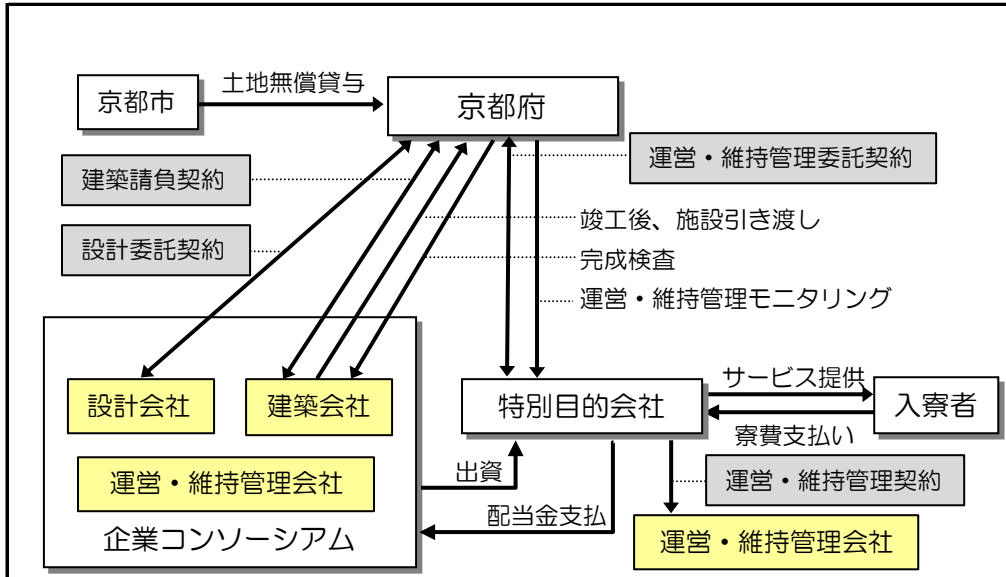 土地無償貸与
京都市
京都府
運営・維持管理委託契約
建築請負契約
竣工後、施設引き渡し
設計委託契約
完成検査
運営・維持管理モニタリング
サービス提供
設計会社
建築会社
特別目的会社
入寮者
寮費支払い
運営・維持管理会社
出資
運営・維持管理契約
配当金支払
企業コンソーシアム
運営・維持管理会社